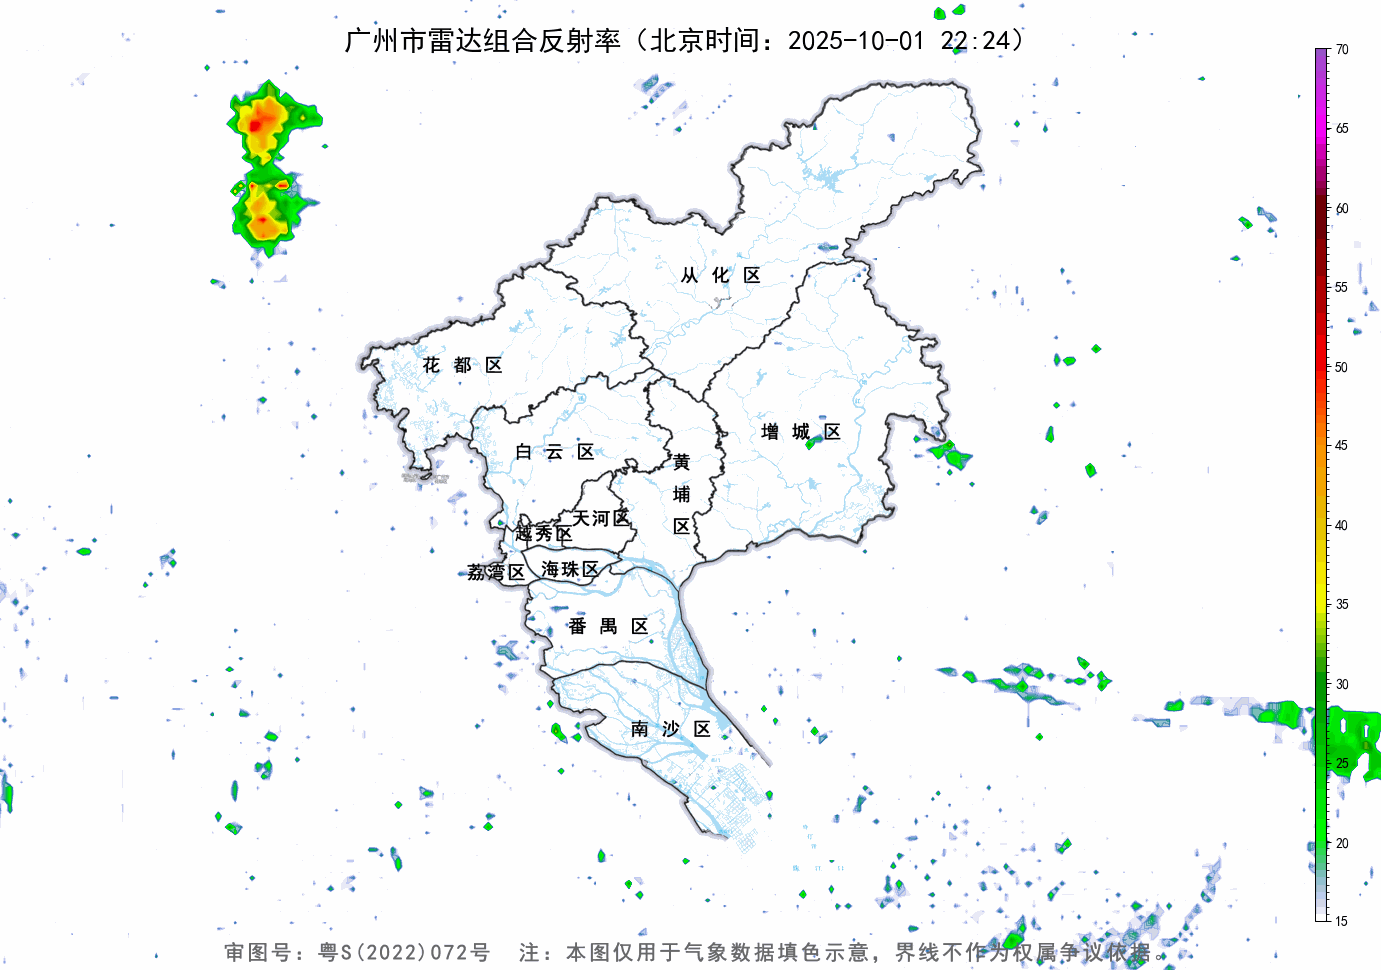 广州市雷达组合反射率（北京时间：2025-10-01 22:24）
70
65
60
55
50
45
40
35
30
25
20
15
从化区
花都区
增城区
白云区
黄埔区
天河区
越秀区
海珠区
荔湾区
番禺区
南沙区
审图号：粤S(2022)072号 注：本图仅用于气象数据填色示意，界线不作为权属争议依据。